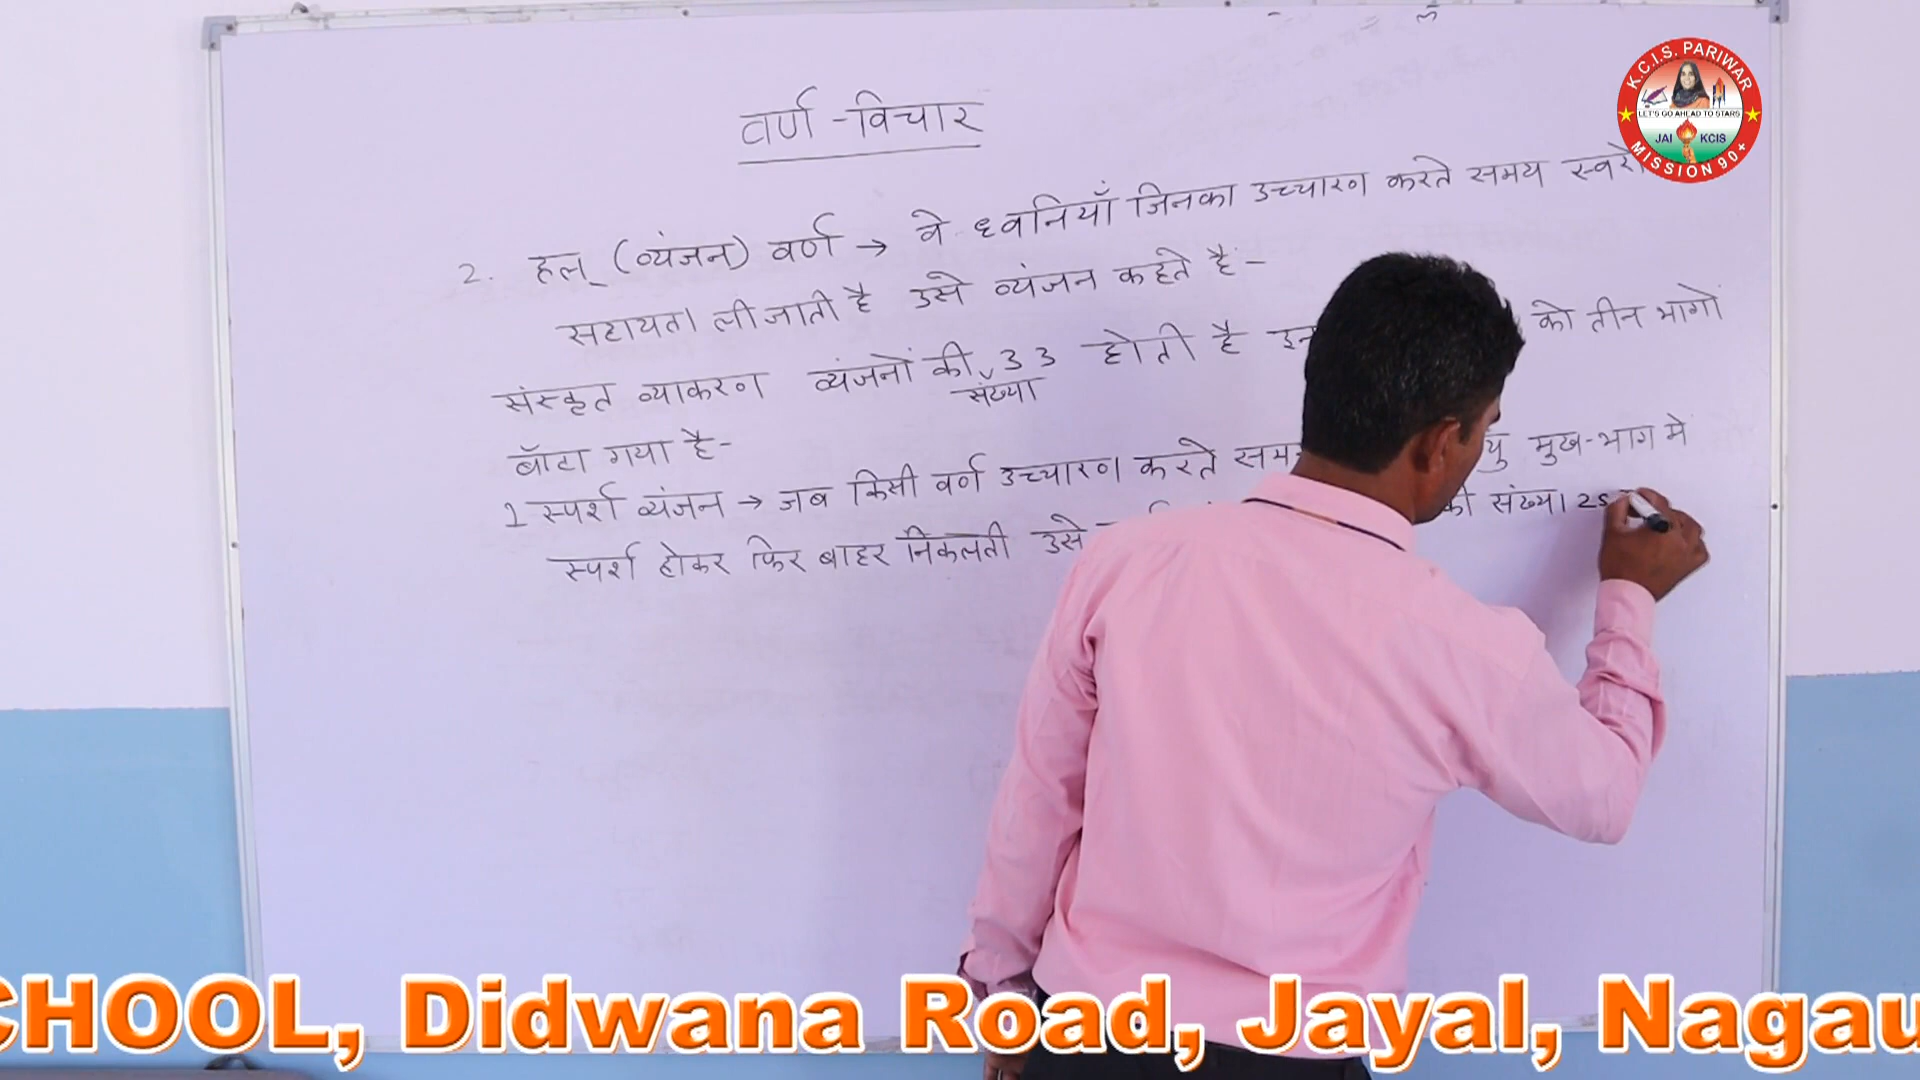 वर्ण-विचार
2. हल् (व्यंजन) वर्ण → वे ध्वनियाँ जिनका उच्चारण करते समय
सहायता ली जाती है उसे व्यंजन कहते है:-
संस्कृत व्याकरण व्यंजनों की 33 होती है को तीन भागों
संख्या
बाँटा गया है-
1 स्पर्श व्यंजन → जब किसी वर्ण उच्चारण करते मुख-भाग में
स्पर्श होकर फिर बाहर निकलती उसे की संख्या 25
K.C.I.S. PARIWAR
LET'S GO AHEAD TO STARS
JAI KCIS
MISSION 90+
CHOOL, Didwana Road, Jayal, Nagau